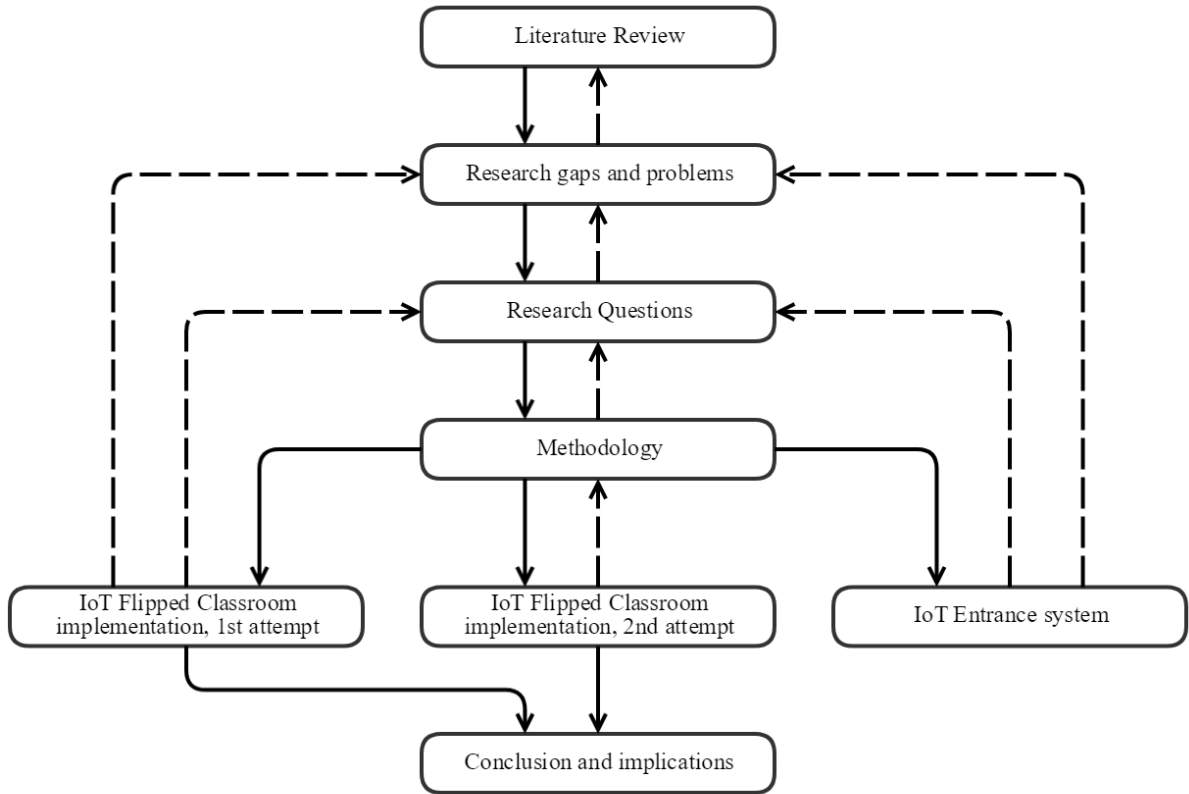 Literature Review
Research gaps and problems
Research Questions
Methodology
IoT Flipped Classroom
implementation, 1st attempt
IoT Flipped Classroom
implementation, 2nd attempt
IoT Entrance system
Conclusion and implications